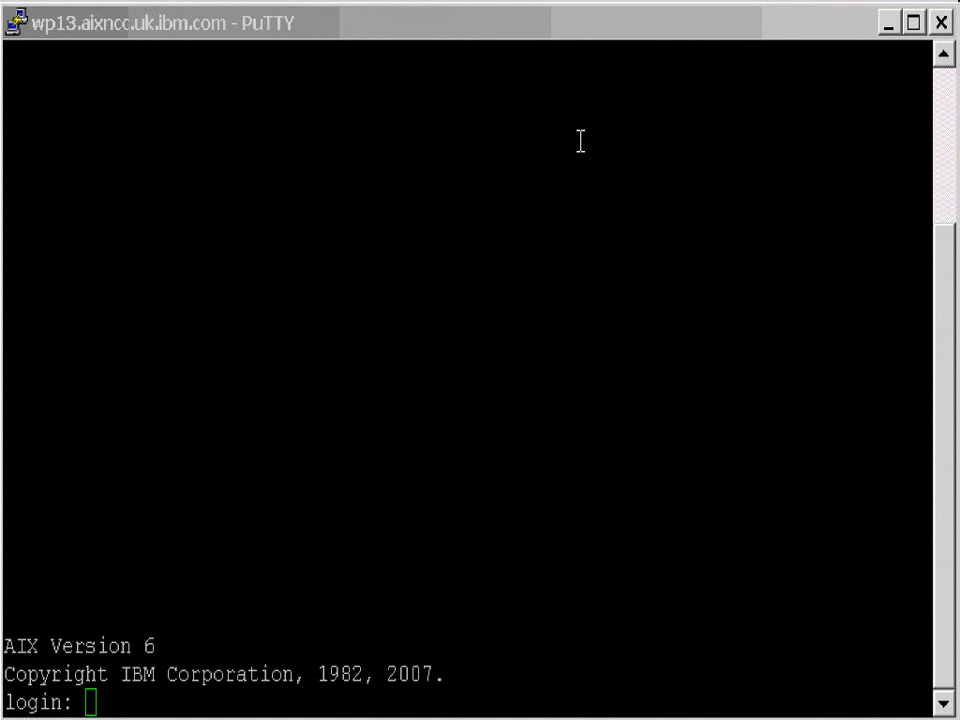 wp13.aixncc.uk.ibm.com - PuTTY
AIX Version 6
Copyright IBM Corporation, 1982, 2007.
login: